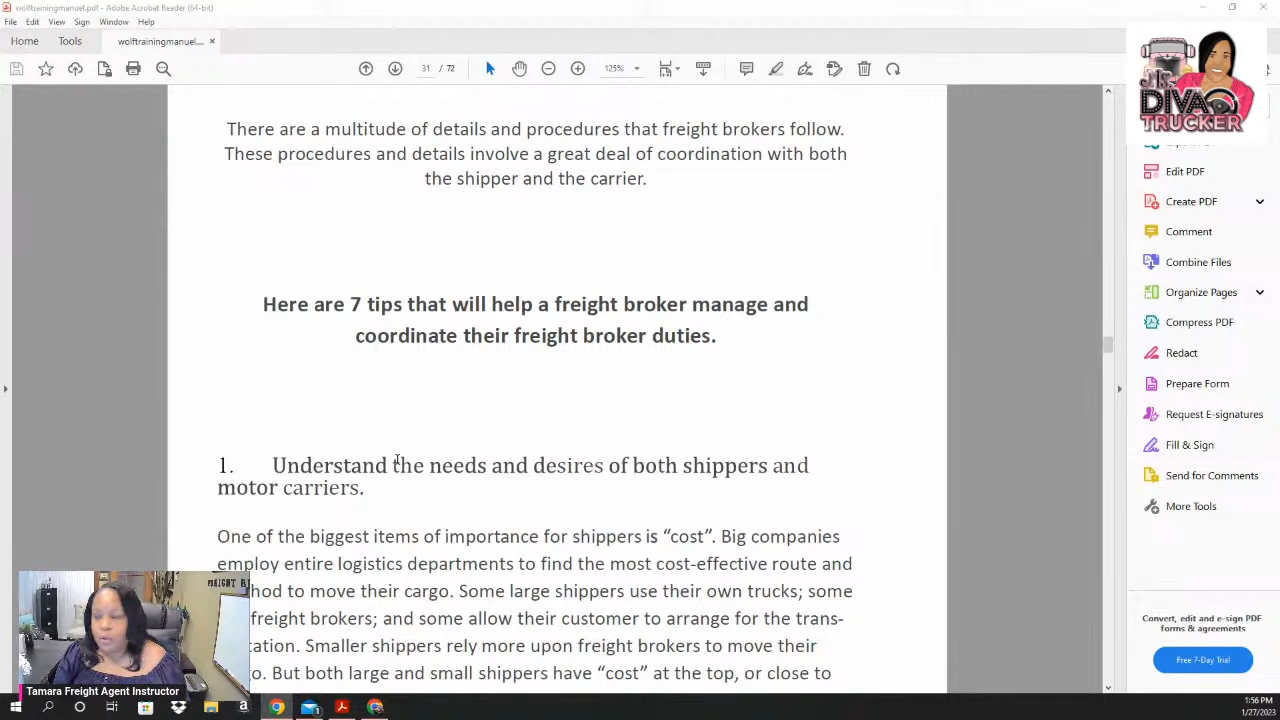 wolftrainingmanuel.pdf - Adobe Acrobat Reader (64-bit)
File Edit View Sign Window Help
Home Tools wolftrainingmanuel...
31 / 72 125%
There are a multitude of details and procedures that freight brokers follow.
These procedures and details involve a great deal of coordination with both
the shipper and the carrier.
Here are 7 tips that will help a freight broker manage and
coordinate their freight broker duties.
1. Understand the needs and desires of both shippers and
motor carriers.
One of the biggest items of importance for shippers is “cost”. Big companies
employ entire logistics departments to find the most cost-effective route and
hod to move their cargo. Some large shippers use their own trucks; some
freight brokers; and some allow their customer to arrange for the trans-
tation. Smaller shippers rely more upon freight brokers to move their
o. But both large and small shippers have “cost” at the top, or close to
DIVA
TRUCKER
Edit PDF
Create PDF
Comment
Combine Files
Organize Pages
Compress PDF
Redact
Prepare Form
Request E-signatures
Fill & Sign
Send for Comments
More Tools
Convert, edit and e-sign PDF
forms & agreements
Free 7-Day Trial
Tamara Freight Agent Instructor
1:56 PM
1/27/2023